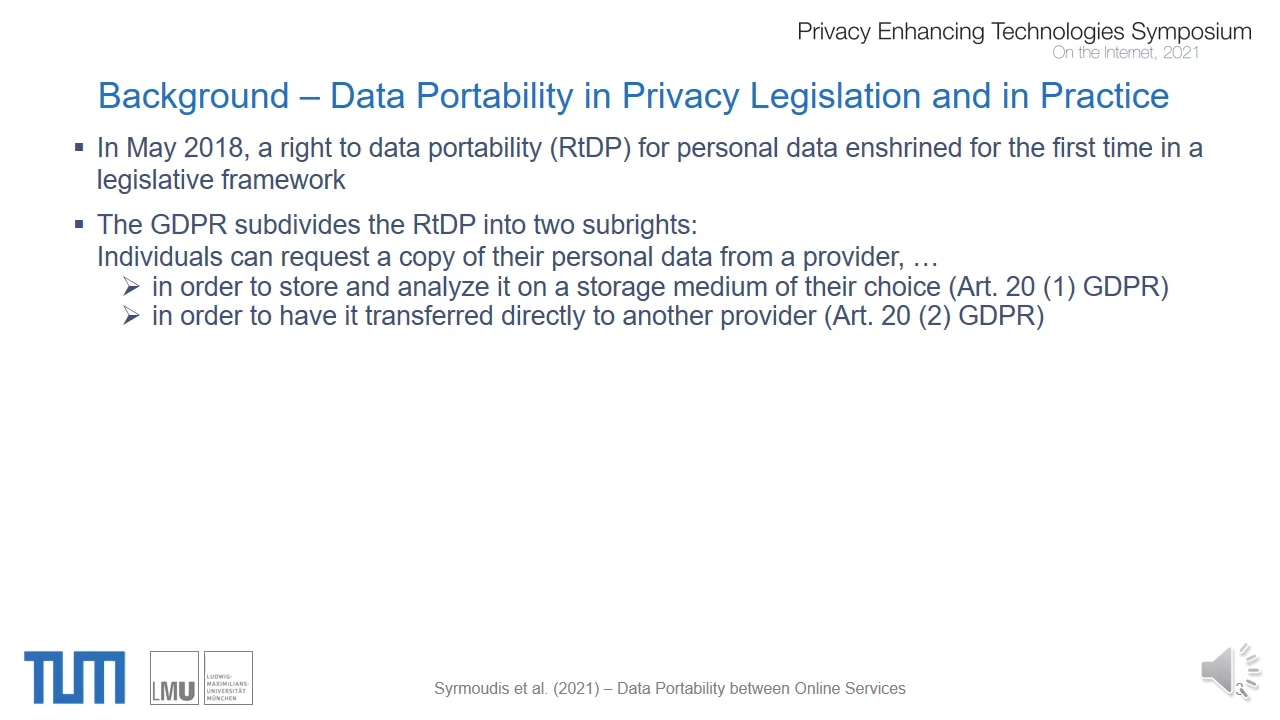 Privacy Enhancing Technologies Symposium
On the Internet, 2021
Background – Data Portability in Privacy Legislation and in Practice
▪ In May 2018, a right to data portability (RtDP) for personal data enshrined for the first time in a
legislative framework
▪ The GDPR subdivides the RtDP into two subrights:
Individuals can request a copy of their personal data from a provider, …
➢ in order to store and analyze it on a storage medium of their choice (Art. 20 (1) GDPR)
➢ in order to have it transferred directly to another provider (Art. 20 (2) GDPR)
TUM
LMU
LUDWIG-
MAXIMILIANS-
UNIVERSITÄT
MÜNCHEN
Syrmoudis et al. (2021) – Data Portability between Online Services
3